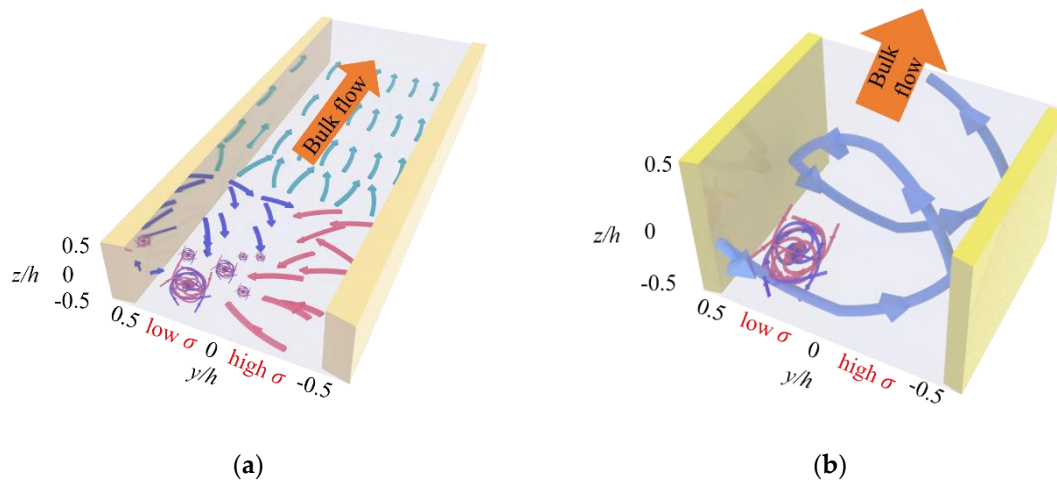 Bulk flow
0.5
z/h 0
-0.5
0.5
low σ
0
high σ
-0.5
y/h
(a)
Bulk
flow
0.5
z/h 0
-0.5
0.5
low σ
0
high σ
-0.5
y/h
(b)